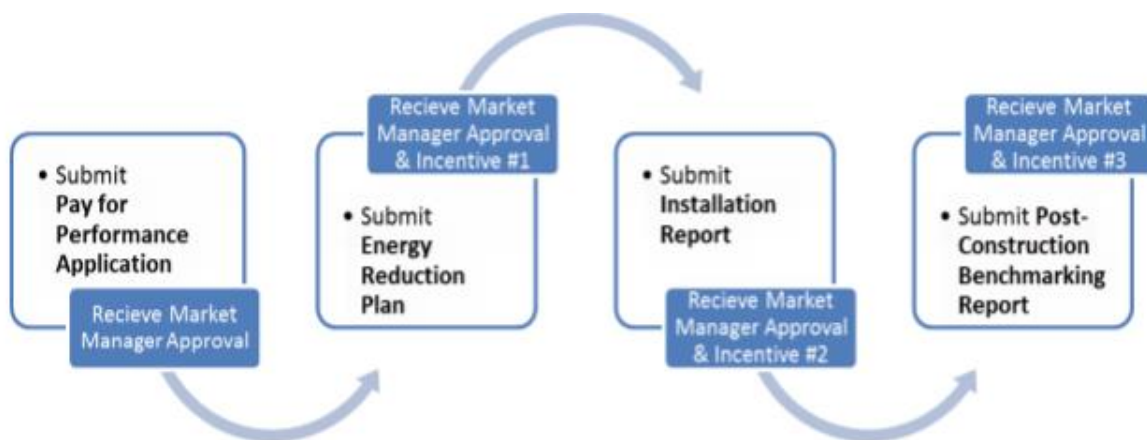 • Submit
Pay for
Performance
Application
Recieve Market
Manager Approval
Recieve Market
Manager Approval
& Incentive #1
• Submit
Energy
Reduction
Plan
• Submit
Installation
Report
Recieve Market
Manager Approval
& Incentive #2
Recieve Market
Manager Approval
& Incentive #3
• Submit Post-
Construction
Benchmarking
Report